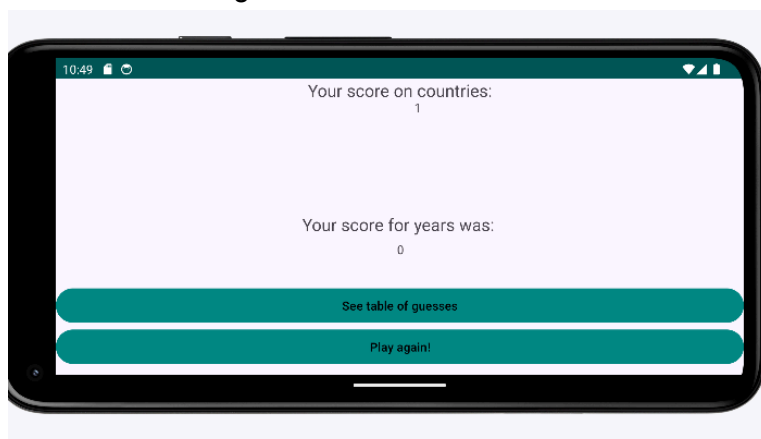 10:49
Your score on countries:
1
Your score for years was:
0
See table of guesses
Play again!